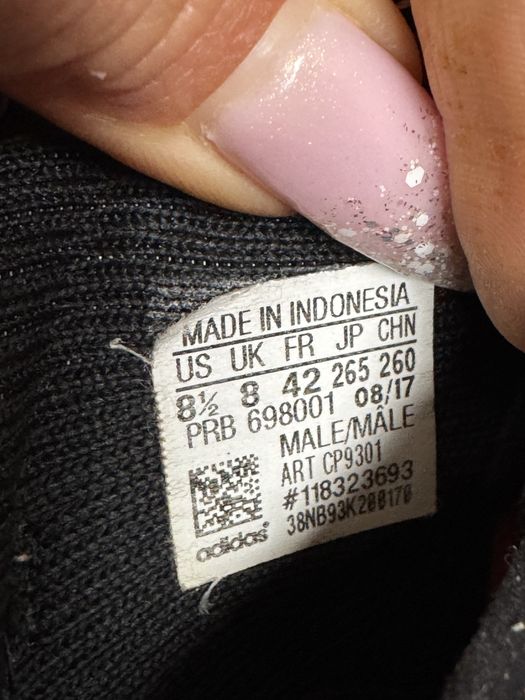 MADE IN INDONESIA
US UK FR JP CHN
8½ 8 42 265 260
PRB 698001 08/17
MALE/MÂLE
ART CP9301
#118323693
38NB93K200170
adidas